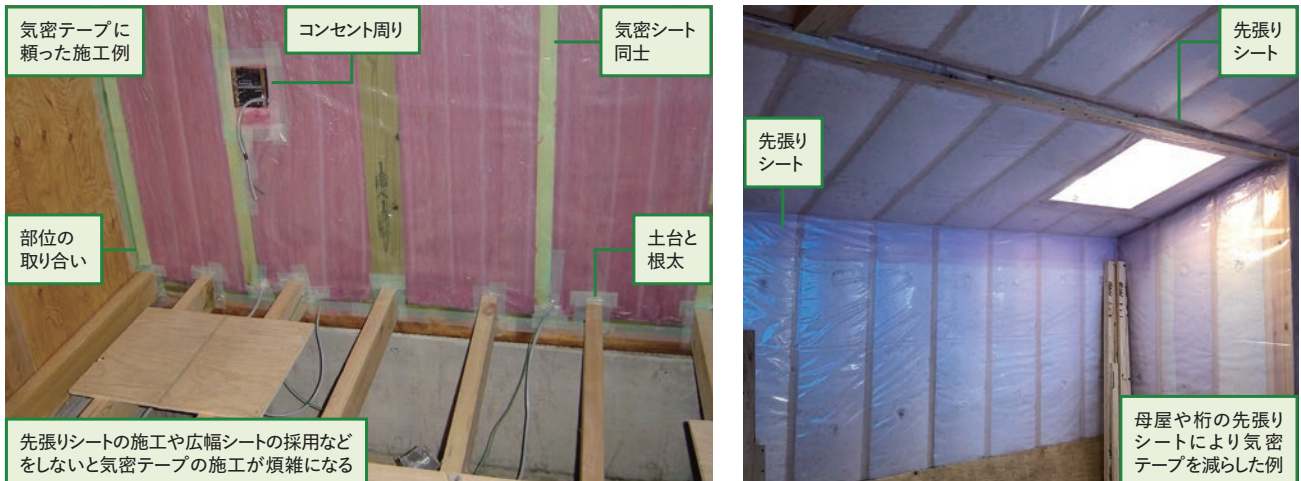 気密テープに
頼った施工例
コンセント周り
気密シート
同士
部位の
取り合い
土台と
根太
先張りシートの施工や広幅シートの採用など
をしないと気密テープの施工が煩雑になる
先張り
シート
先張り
シート
母屋や桁の先張り
シートにより気密
テープを減らした例